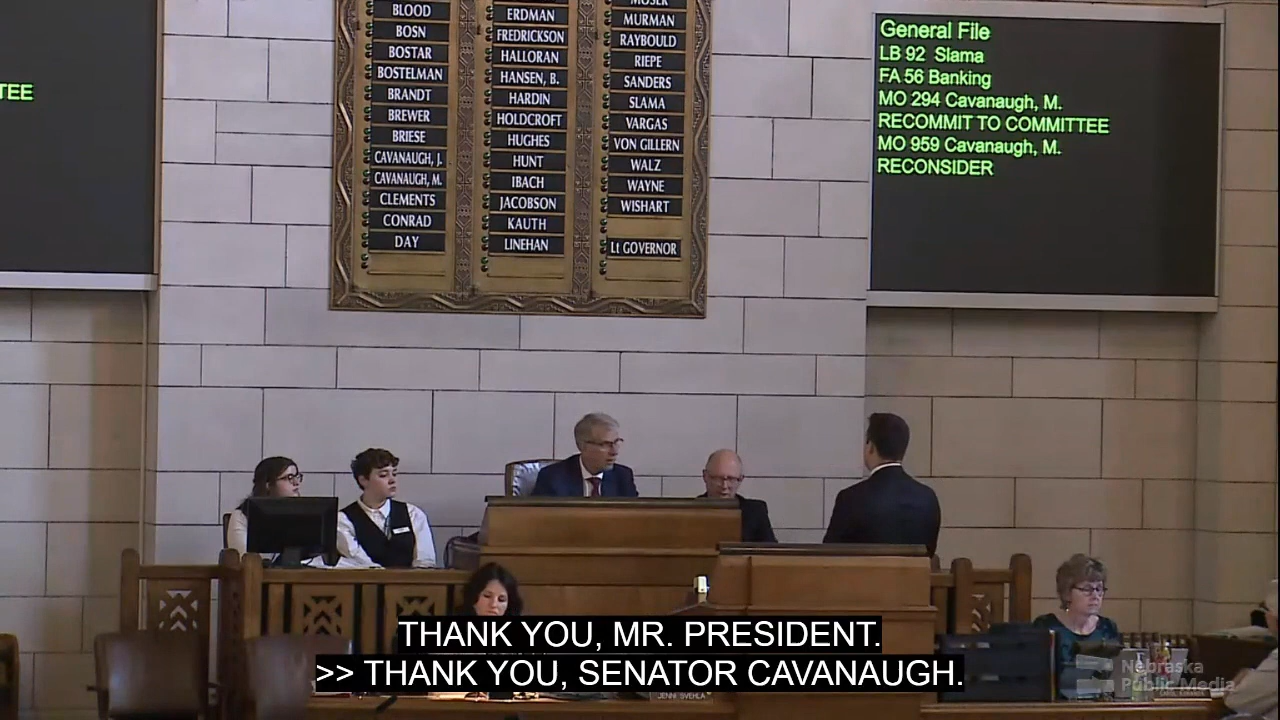 TEE
BLOOD
BOSN
BOSTAR
BOSTELMAN
BRANDT
BREWER
BRIESE
CAVANAUGH, J.
CAVANAUGH, M.
CLEMENTS
CONRAD
DAY
ERDMAN
FREDRICKSON
HALLORAN
HANSEN, B.
HARDIN
HOLDCROFT
HUGHES
HUNT
IBACH
JACOBSON
KAUTH
LINEHAN
MOSER
MURMAN
RAYBOULD
RIEPE
SANDERS
SLAMA
VARGAS
VON GILLERN
WALZ
WAYNE
WISHART
Lt GOVERNOR
General File
LB 92 Slama
FA 56 Banking
MO 294 Cavanaugh, M.
RECOMMIT TO COMMITTEE
MO 959 Cavanaugh, M.
RECONSIDER
THANK YOU, MR. PRESIDENT.
>> THANK YOU, SENATOR CAVANAUGH.
JENNI SVEHLA
Nebraska
Public Media